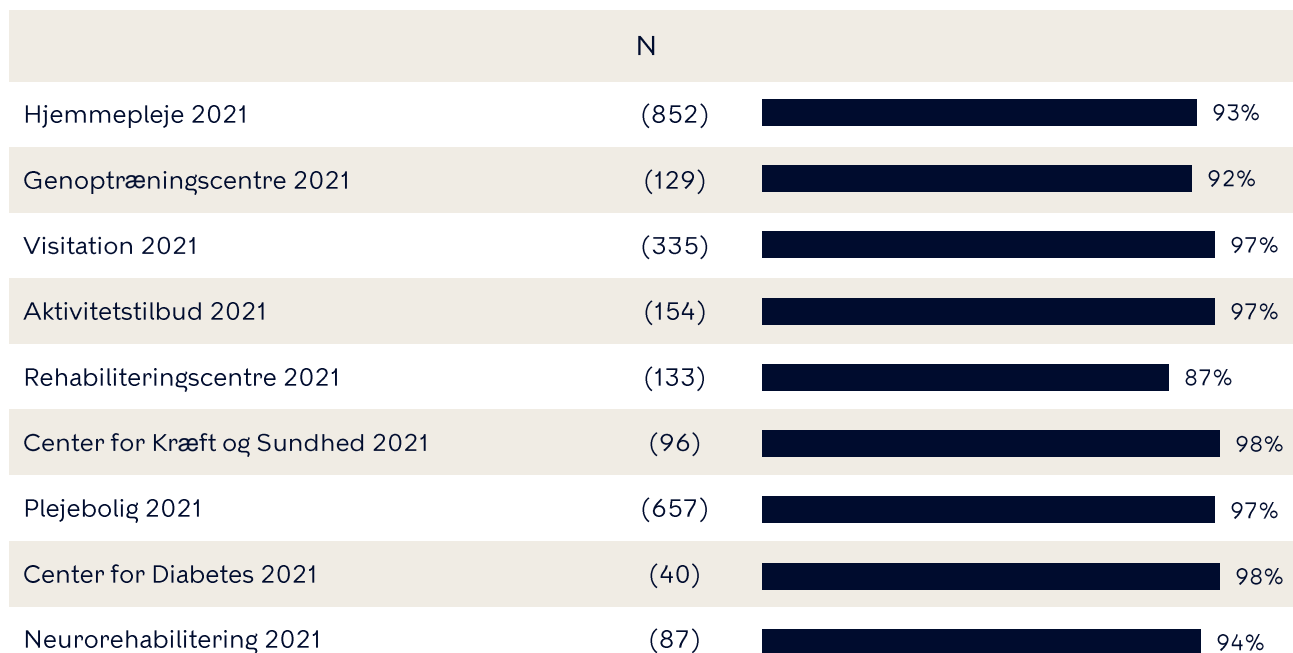 N
Hjemmepleje 2021 (852) 93%
Genoptræningscentre 2021 (129) 92%
Visitation 2021 (335) 97%
Aktivitetstilbud 2021 (154) 97%
Rehabiliteringscentre 2021 (133) 87%
Center for Kræft og Sundhed 2021 (96) 98%
Plejebolig 2021 (657) 97%
Center for Diabetes 2021 (40) 98%
Neurorehabilitering 2021 (87) 94%